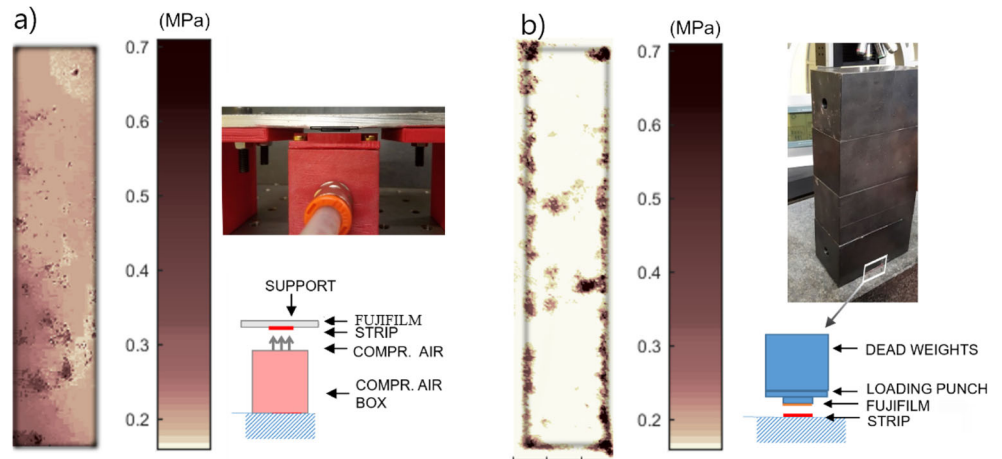 a)
(MPa)
0.7
0.6
0.5
0.4
0.3
0.2
SUPPORT
FUJIFILM
STRIP
COMPR. AIR
COMPR. AIR
BOX
b)
(MPa)
0.7
0.6
0.5
0.4
0.3
0.2
DEAD WEIGHTS
LOADING PUNCH
FUJIFILM
STRIP